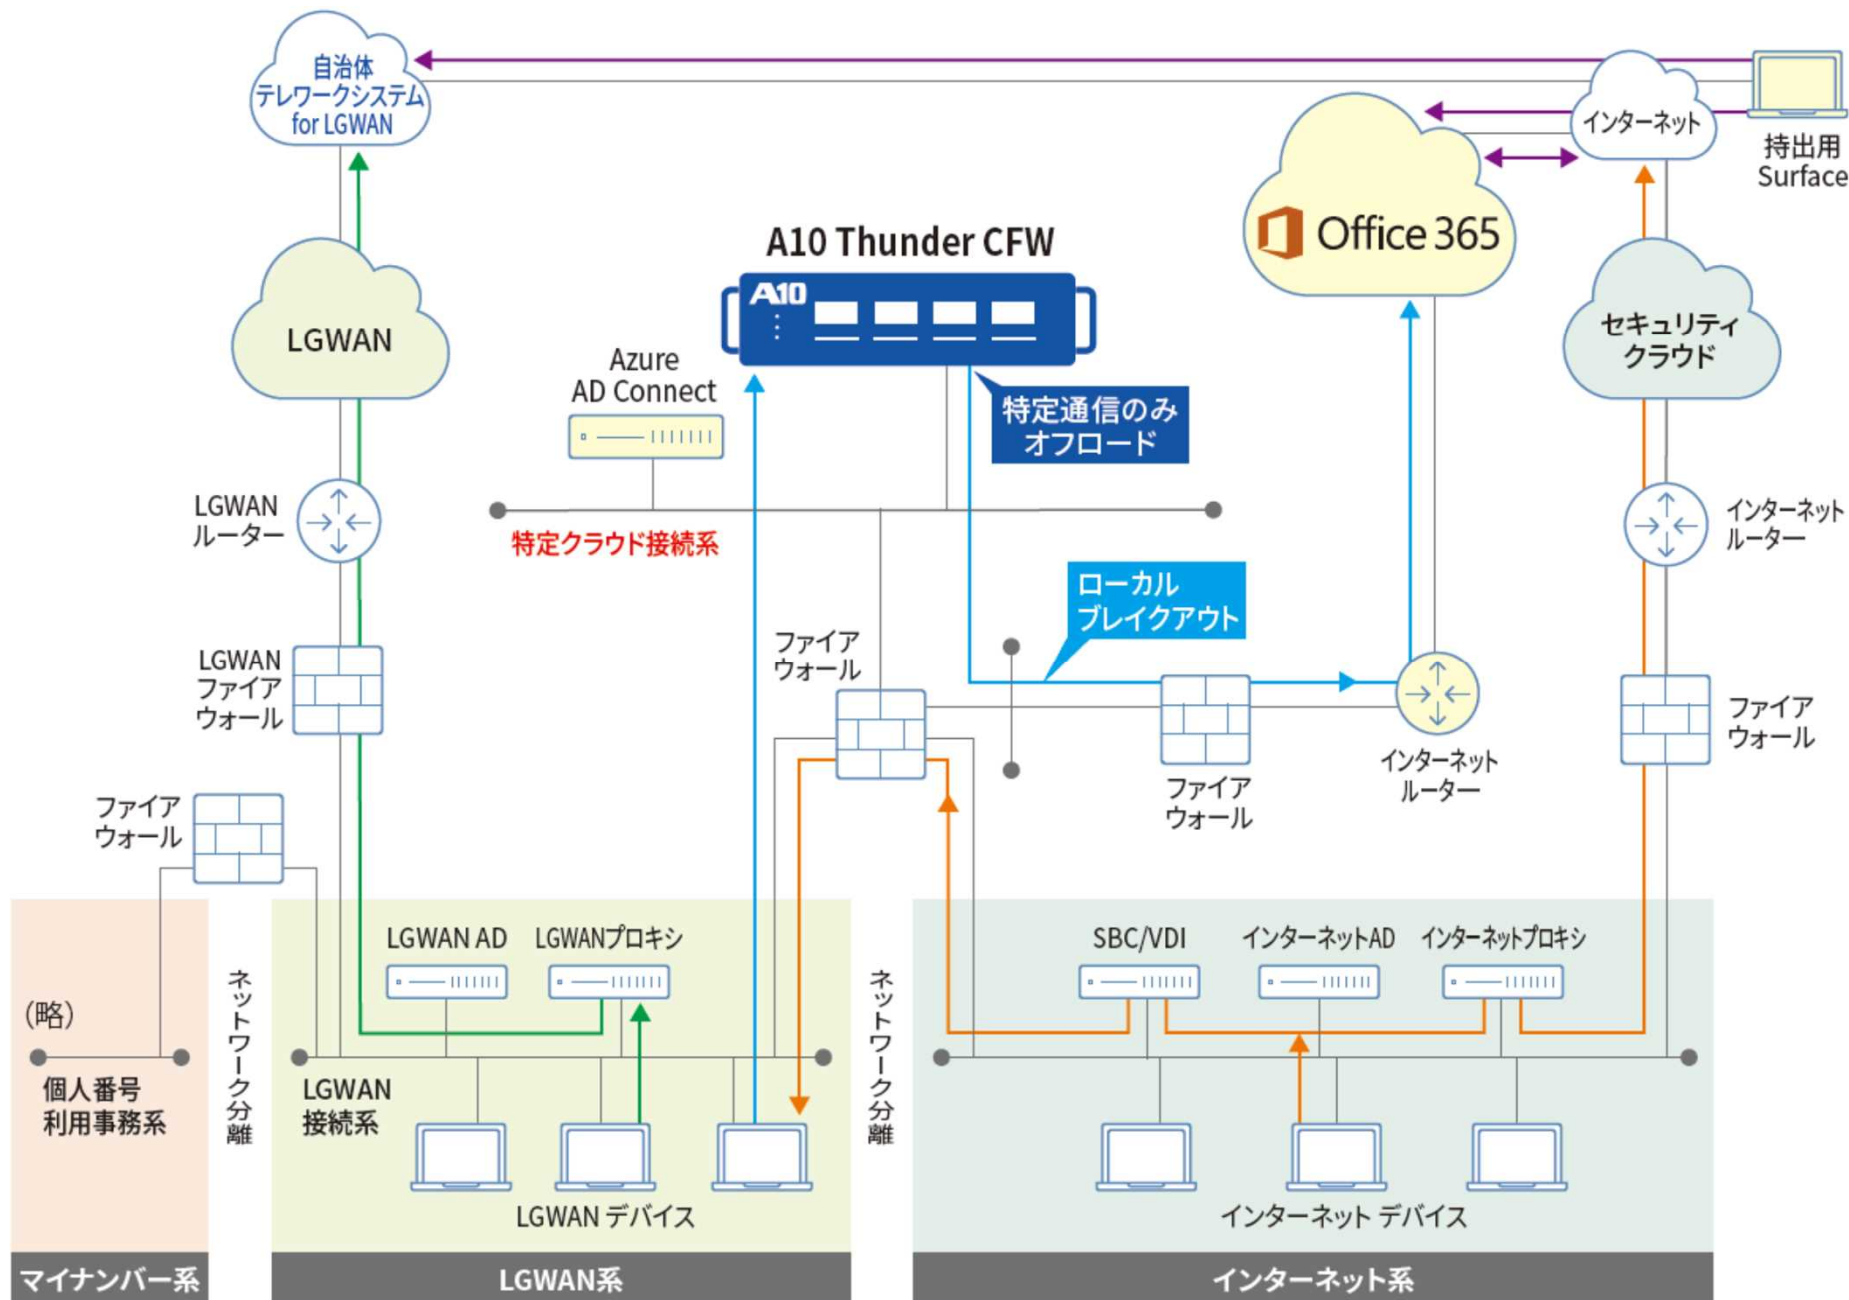 自治体
テレワークシステム
for LGWAN
インターネット
持出用
Surface
Office 365
A10 Thunder CFW
A10
LGWAN
セキュリティ
クラウド
Azure
AD Connect
特定通信のみ
オフロード
LGWAN
ルーター
特定クラウド接続系
インターネット
ルーター
ローカル
ブレイクアウト
ファイア
ウォール
LGWAN
ファイア
ウォール
ファイア
ウォール
インターネット
ルーター
ファイア
ウォール
ファイア
ウォール
LGWAN AD
LGWANプロキシ
SBC/VDI
インターネットAD
インターネットプロキシ
(略)
ネットワーク分離
ネットワーク分離
個人番号
利用事務系
LGWAN
接続系
LGWAN デバイス
インターネット デバイス
マイナンバー系
LGWAN系
インターネット系